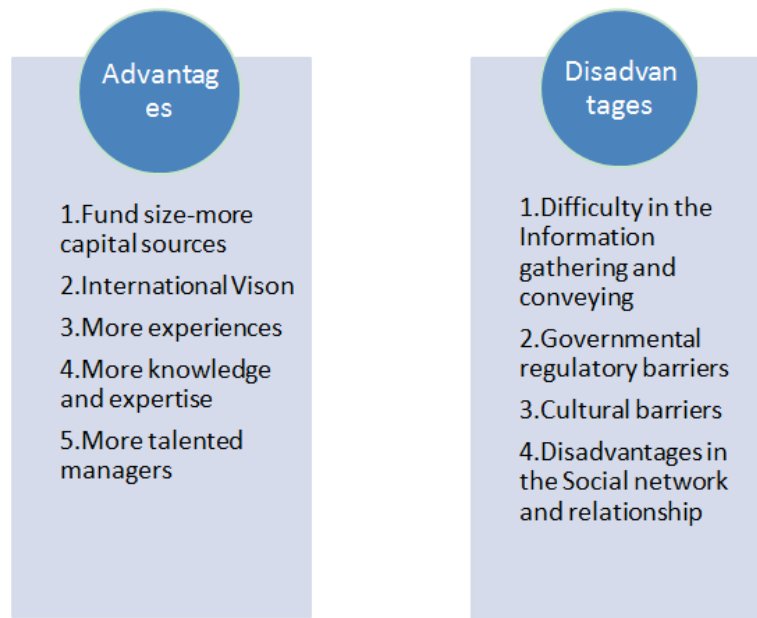 Advantag
es
1.Fund size-more
capital sources
2.International Vison
3.More experiences
4.More knowledge
and expertise
5.More talented
managers
Disadvan
tages
1.Difficulty in the
Information
gathering and
conveying
2.Governmental
regulatory barriers
3.Cultural barriers
4.Disadvantages in
the Social network
and relationship